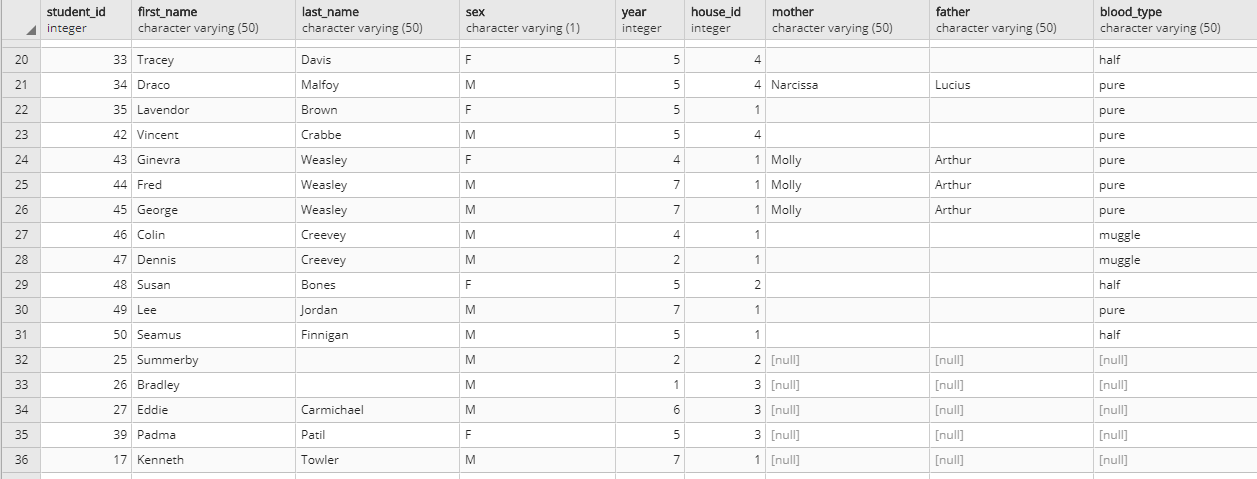 student_id first_name last_name sex year house_id mother father blood_type
integer character varying (50) character varying (50) character varying (1) integer integer character varying (50) character varying (50) character varying (50)
20 33 Tracey Davis F 5 4 half
21 34 Draco Malfoy M 5 4 Narcissa Lucius pure
22 35 Lavendor Brown F 5 1 pure
23 42 Vincent Crabbe M 5 4 pure
24 43 Ginevra Weasley F 4 1 Molly Arthur pure
25 44 Fred Weasley M 7 1 Molly Arthur pure
26 45 George Weasley M 7 1 Molly Arthur pure
27 46 Colin Creevey M 4 1 muggle
28 47 Dennis Creevey M 2 1 muggle
29 48 Susan Bones F 5 2 half
30 49 Lee Jordan M 7 1 pure
31 50 Seamus Finnigan M 5 1 half
32 25 Summerby M 2 2 [null] [null] [null]
33 26 Bradley M 1 3 [null] [null] [null]
34 27 Eddie Carmichael M 6 3 [null] [null] [null]
35 39 Padma Patil F 5 3 [null] [null] [null]
36 17 Kenneth Towler M 7 1 [null] [null] [null]